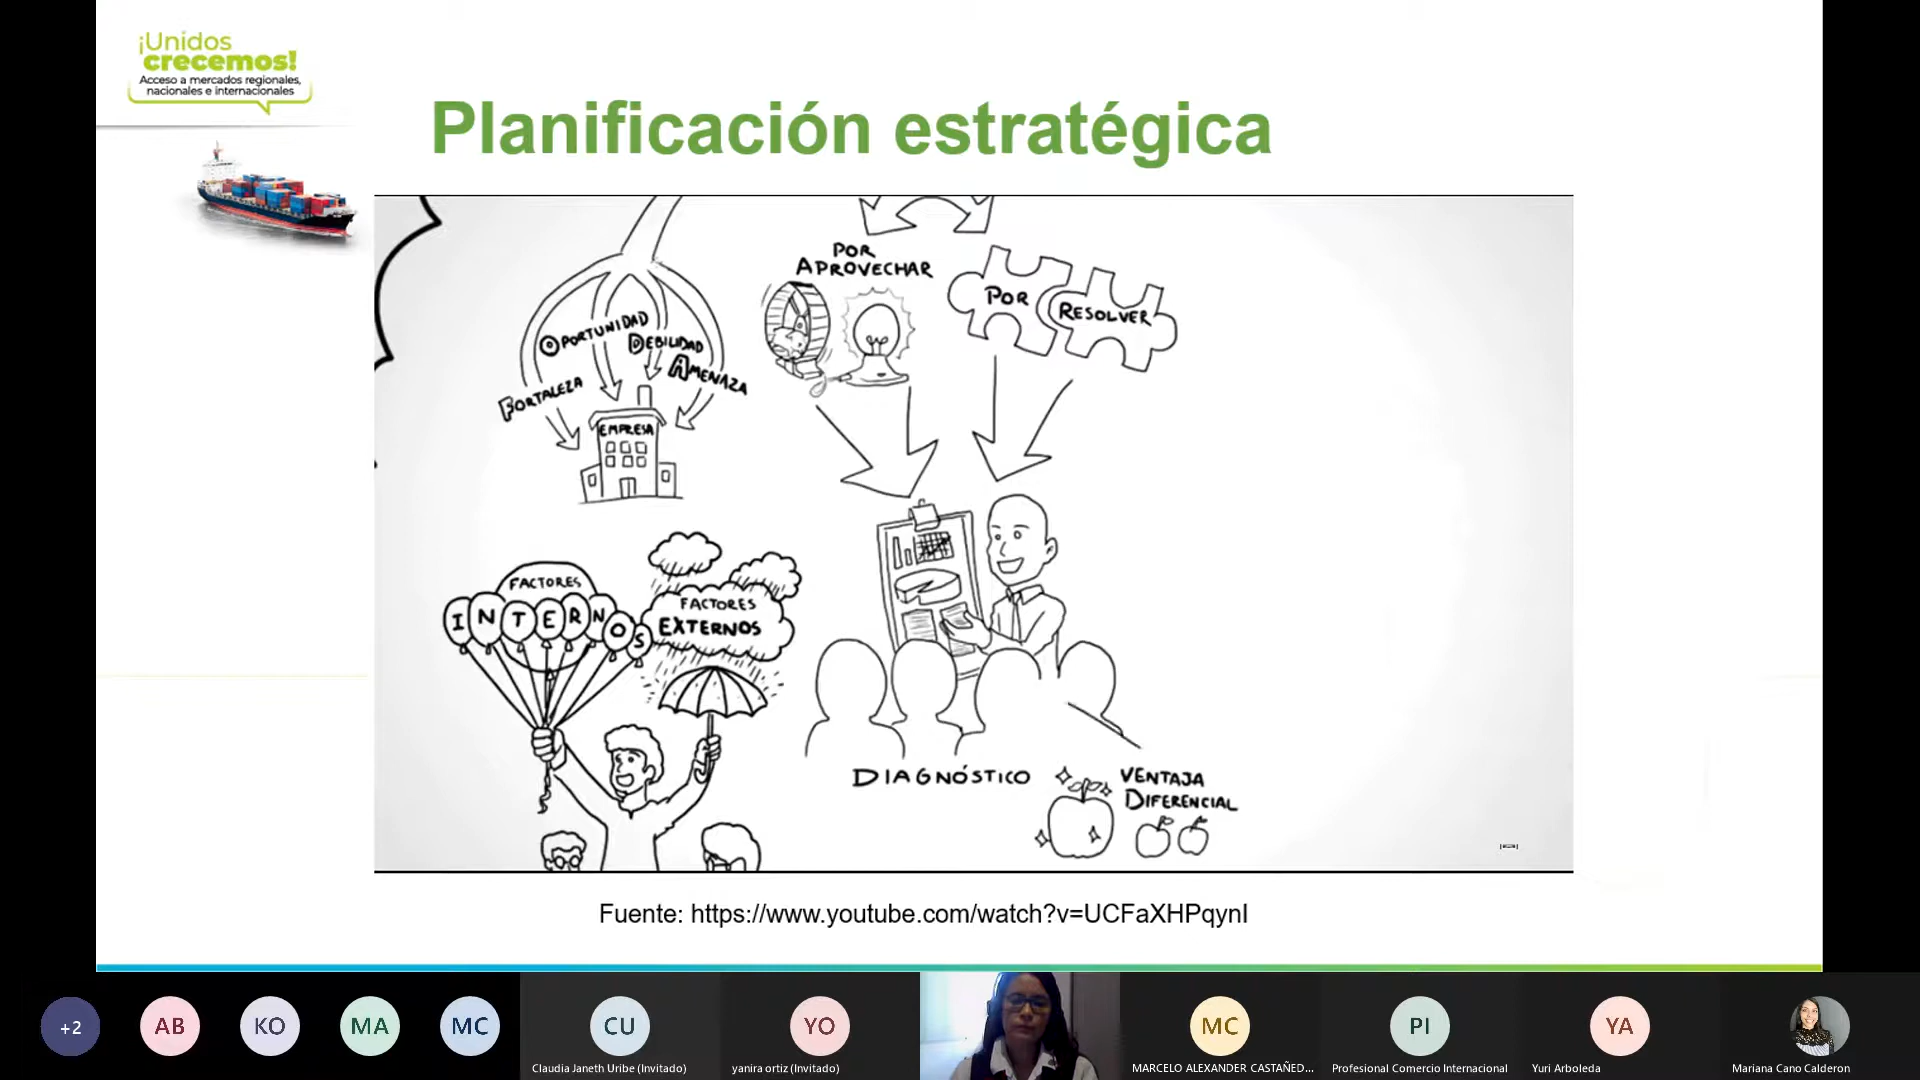 ¡Unidos
crecemos!
Acceso a mercados regionales,
nacionales e internacionales
Planificación estratégica
POR
APROVECHAR
POR
RESOLVER
OPORTUNIDAD
DEBILIDAD
AMENAZA
FORTALEZA
EMPRESA
FACTORES
INTERNOS
FACTORES
EXTERNOS
DIAGNÓSTICO
VENTAJA
DIFERENCIAL
Fuente: https://www.youtube.com/watch?v=UCFaXHPqynI
+2
AB
KO
MA
MC
CU
YO
MC
PI
YA
Claudia Janeth Uribe (Invitado)
yanira ortiz (Invitado)
MARCELO ALEXANDER CASTAÑED...
Profesional Comercio Internacional
Yuri Arboleda
Mariana Cano Calderon